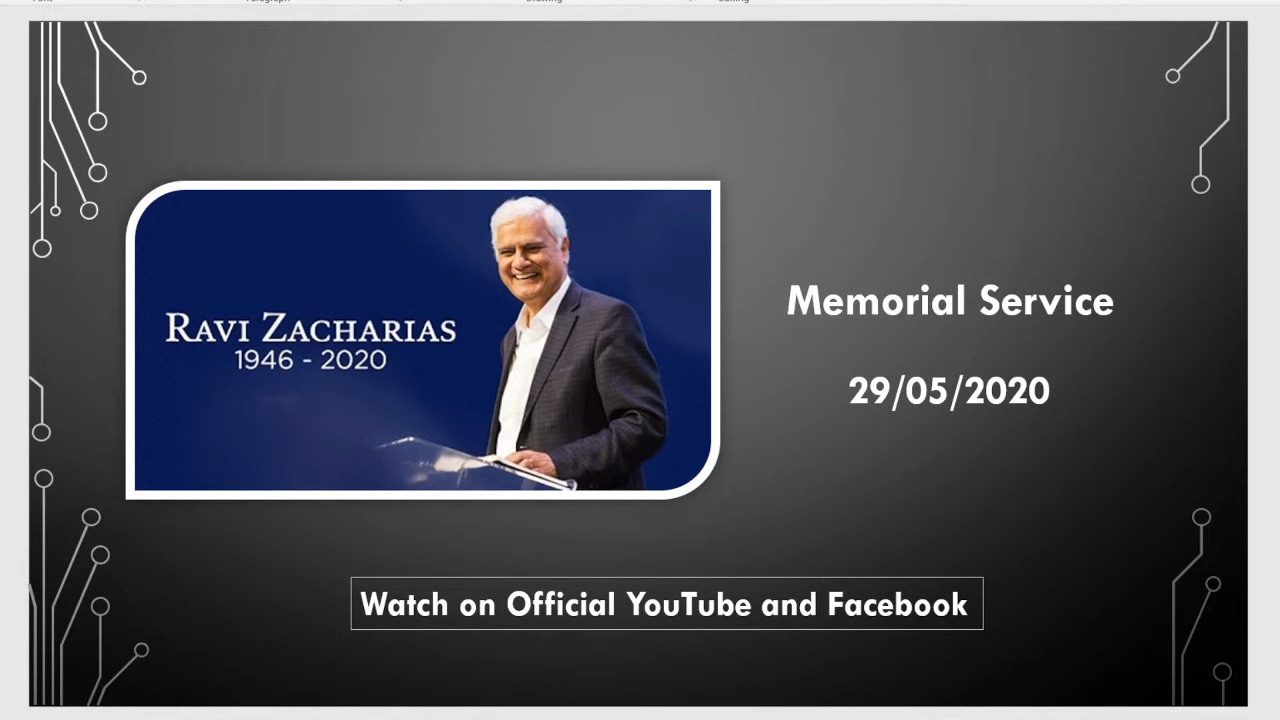 RAVI ZACHARIAS
1946 - 2020
Memorial Service
29/05/2020
Watch on Official YouTube and Facebook